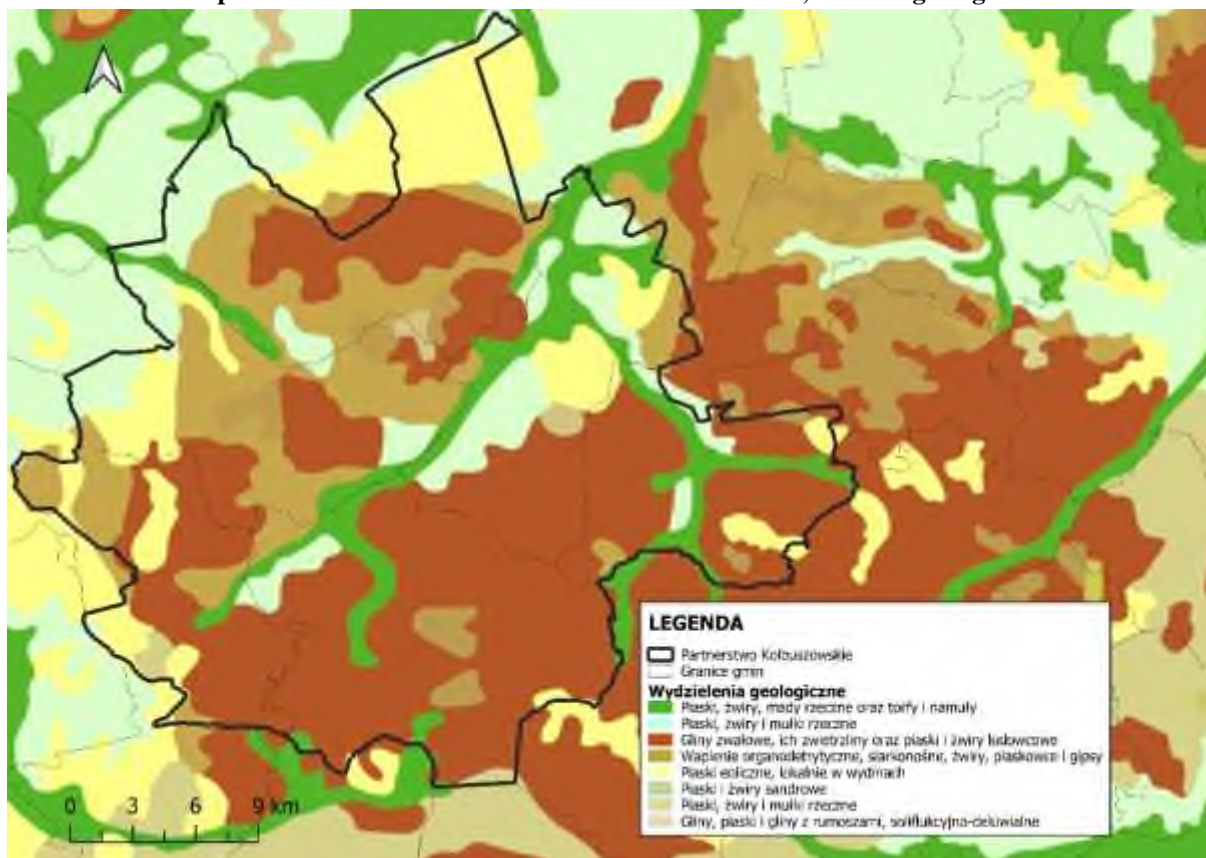 LEGENDA
Partnerstwo Kolbuszowskie
Granice gmin
Wydzielenia geologiczne
Piaski, żwiry, mady rzeczne oraz torfy i namuły
Piaski, żwiry i mułki rzeczne
Gliny zwałowe, ich zwietrzliny oraz piaski i żwiry lodowcowe
Wapienie organodetrytyczne, siarkonośne, żwiry, piaskowce i gipsy
Piaski eoliczne, lokalnie w wydmach
Piaski i żwiry sandrowe
Piaski, żwiry i mułki rzeczne
Gliny, piaski i gliny z rumoszami, soliflukcyjno-deluwialne
0 3 6 9 km